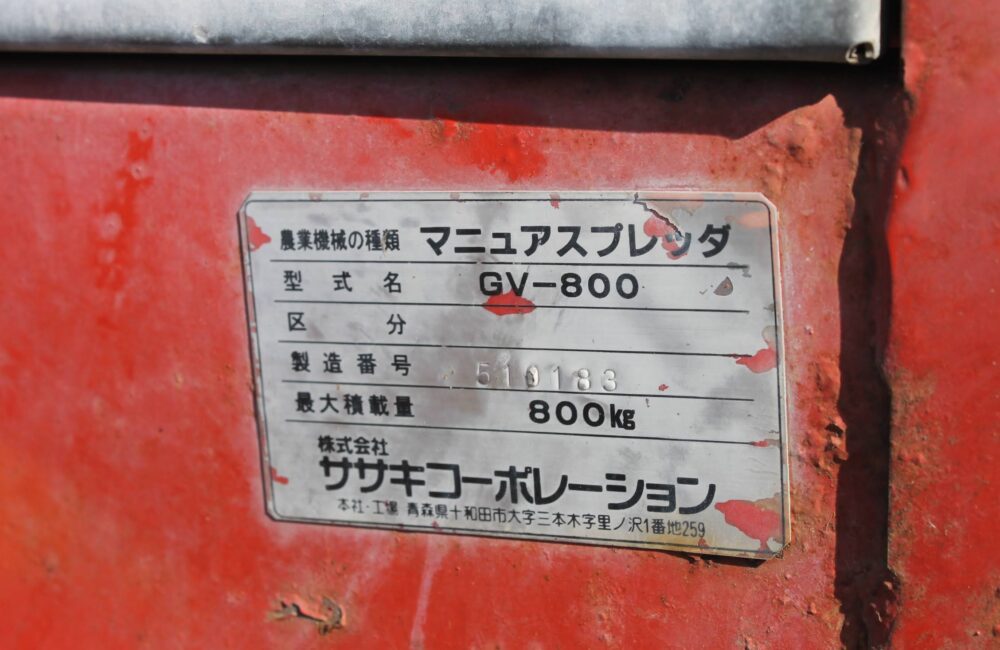 農業機械の種類 マニュアスプレッダ
型式名 GV-800
区分
製造番号 510183
最大積載量 800kg
株式会社
ササキコーポレーション
本社・工場 青森県十和田市大字三本木字里ノ沢1番地259